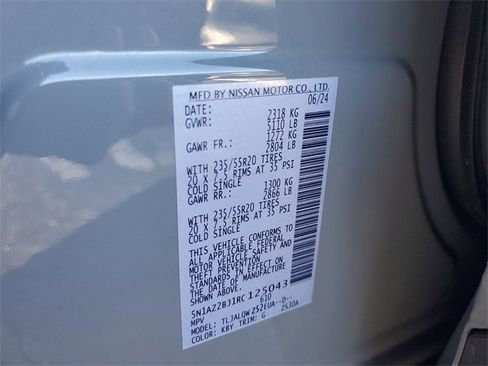 MFD BY NISSAN MOTOR CO., LTD.
DATE: 06/24
GVWR: 2318 KG
5110 LB
GAWR FR.: 1272 KG
2804 LB
WITH 235/55R20 TIRES
20 X 7.5 RIMS AT 35 PSI
COLD SINGLE
GAWR RR.: 1300 KG
2866 LB
WITH 235/55R20 TIRES
20 X 7.5 RIMS AT 35 PSI
COLD SINGLE
THIS VEHICLE CONFORMS TO
ALL APPLICABLE FEDERAL
MOTOR VEHICLE SAFETY AND
THEFT PREVENTION
STANDARDS IN EFFECT ON
THE DATE OF MANUFACTURE
SHOWN ABOVE.
5N1AZ2BJ1RC125043
MPV 610
MODEL: TLJALQW Z52EUA--D--
COLOR: KBY TRIM: G Z530A